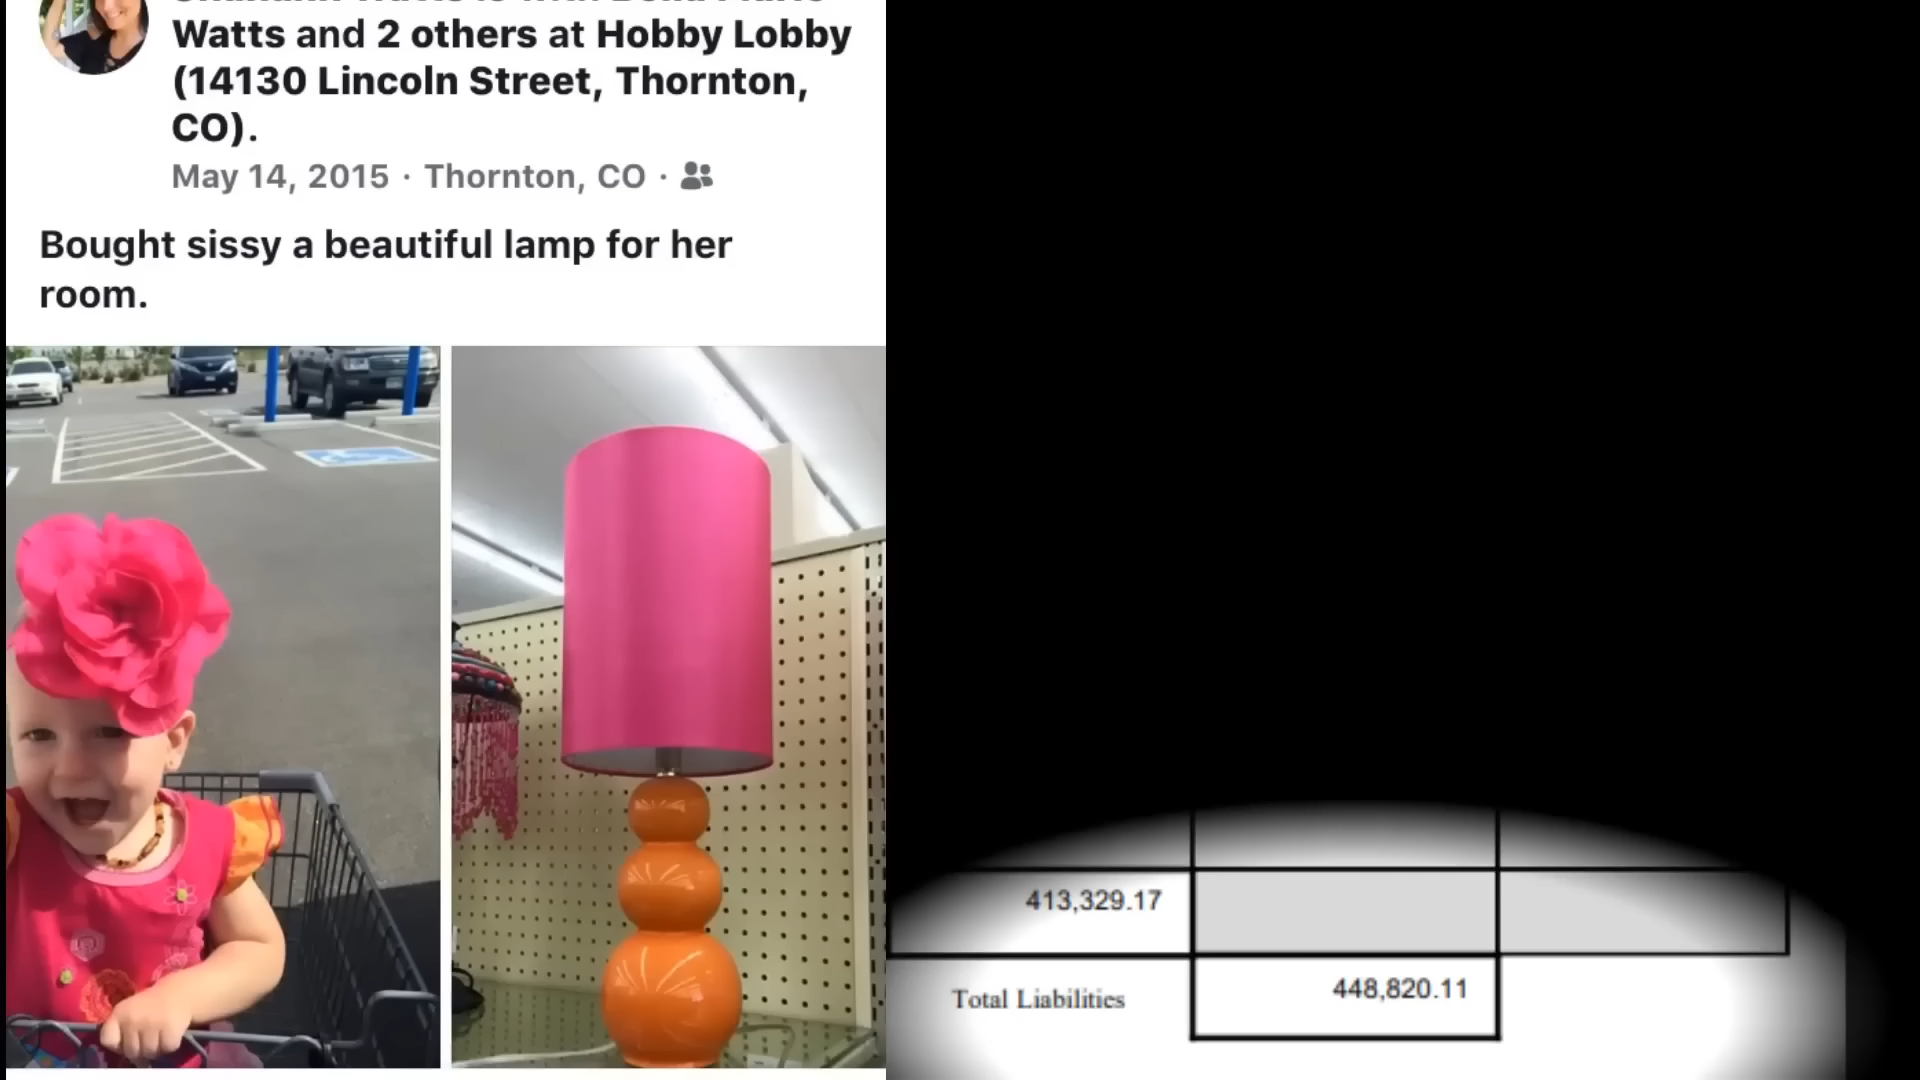 Watts and 2 others at Hobby Lobby
(14130 Lincoln Street, Thornton,
CO).
May 14, 2015 · Thornton, CO ·
Bought sissy a beautiful lamp for her
room.
413,329.17
Total Liabilities 448,820.11